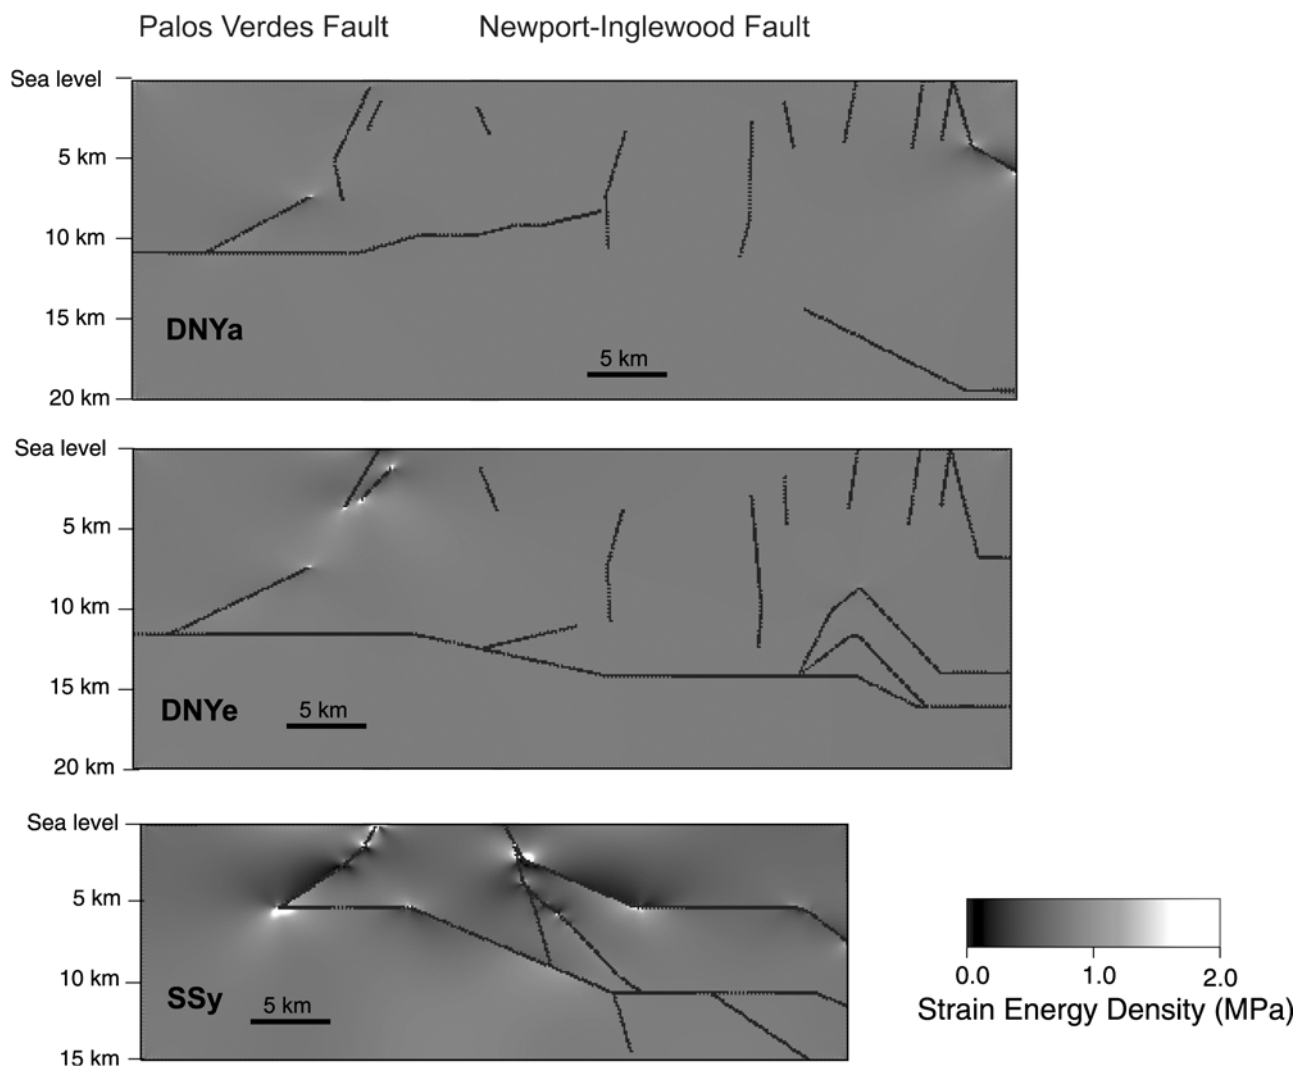 Palos Verdes Fault Newport-Inglewood Fault
Sea level
5 km
10 km
15 km
20 km
DNYa
5 km
Sea level
5 km
10 km
15 km
20 km
DNYe
5 km
Sea level
5 km
10 km
15 km
SSy
5 km
0.0 1.0 2.0
Strain Energy Density (MPa)